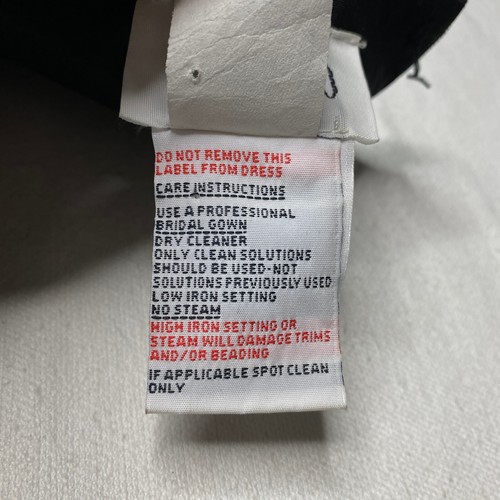 DO NOT REMOVE THIS
LABEL FROM DRESS
CARE INSTRUCTIONS
USE A PROFESSIONAL
BRIDAL GOWN
DRY CLEANER
ONLY CLEAN SOLUTIONS
SHOULD BE USED-NOT
SOLUTIONS PREVIOUSLY USED
LOW IRON SETTING
NO STEAM
HIGH IRON SETTING OR
STEAM WILL DAMAGE TRIMS
AND/OR BEADING
IF APPLICABLE SPOT CLEAN
ONLY